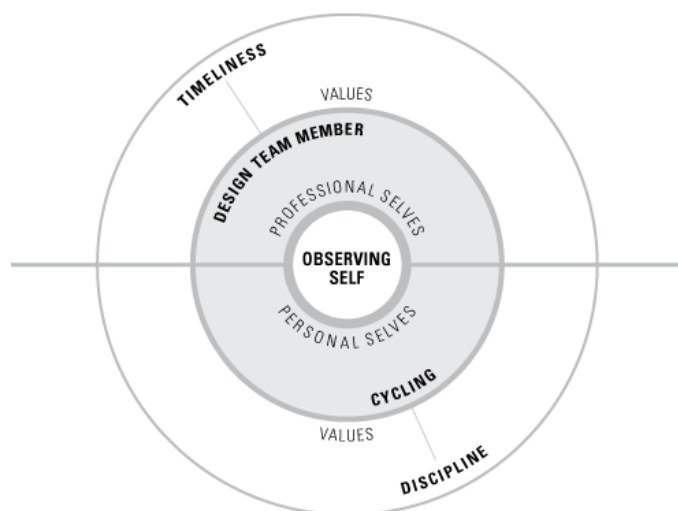 TIMELINESS
VALUES
DESIGN TEAM MEMBER
PROFESSIONAL SELVES
OBSERVING
SELF
PERSONAL SELVES
CYCLING
VALUES
DISCIPLINE